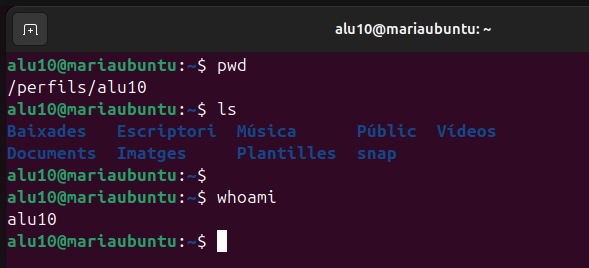 alu10@mariaubuntu: ~
alu10@mariaubuntu:~$ pwd
/perfils/alu10
alu10@mariaubuntu:~$ ls
Baixades   Escriptori  Música      Públic  Vídeos
Documents  Imatges     Plantilles  snap
alu10@mariaubuntu:~$
alu10@mariaubuntu:~$ whoami
alu10
alu10@mariaubuntu:~$